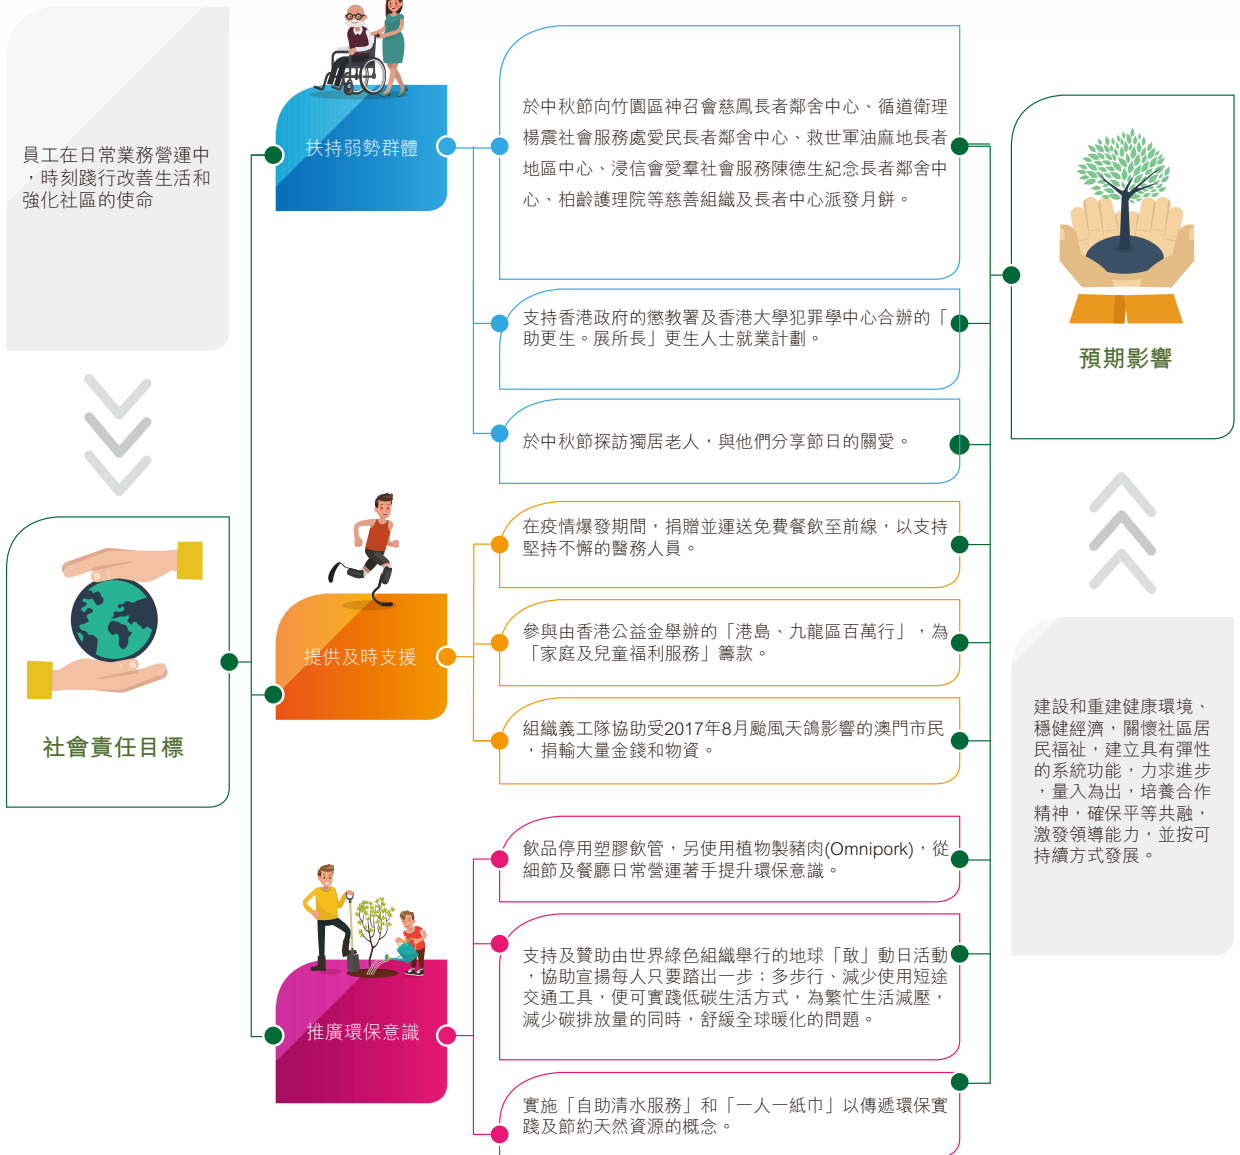 員工在日常業務營運中
，時刻踐行改善生活和
強化社區的使命
社會責任目標
扶持弱勢群體
於中秋節向竹園區神召會慈鳳長者鄰舍中心、循道衛理
楊震社會服務處愛民長者鄰舍中心、救世軍油麻地長者
地區中心、浸信會愛羣社會服務陳德生紀念長者鄰舍中
心、柏齡護理院等慈善組織及長者中心派發月餅。
支持香港政府的懲教署及香港大學犯罪學中心合辦的「
助更生。展所長」更生人士就業計劃。
於中秋節探訪獨居老人，與他們分享節日的關愛。
提供及時支援
在疫情爆發期間，捐贈並運送免費餐飲至前線，以支持
堅持不懈的醫務人員。
參與由香港公益金舉辦的「港島、九龍區百萬行」，為
「家庭及兒童福利服務」籌款。
組織義工隊協助受2017年8月颱風天鴿影響的澳門市民
，捐輸大量金錢和物資。
推廣環保意識
飲品停用塑膠飲管，另使用植物製豬肉(Omnipork)，從
細節及餐廳日常營運著手提升環保意識。
支持及贊助由世界綠色組織舉行的地球「敢」動日活動
，協助宣揚每人只要踏出一步；多步行、減少使用短途
交通工具，便可實踐低碳生活方式，為繁忙生活減壓，
減少碳排放量的同時，舒緩全球暖化的問題。
實施「自助清水服務」和「一人一紙巾」以傳遞環保實
踐及節約天然資源的概念。
預期影響
建設和重建健康環境、
穩健經濟，關懷社區居
民福祉，建立具有彈性
的系統功能，力求進步
，量入為出，培養合作
精神，確保平等共融，
激發領導能力，並按可
持續方式發展。